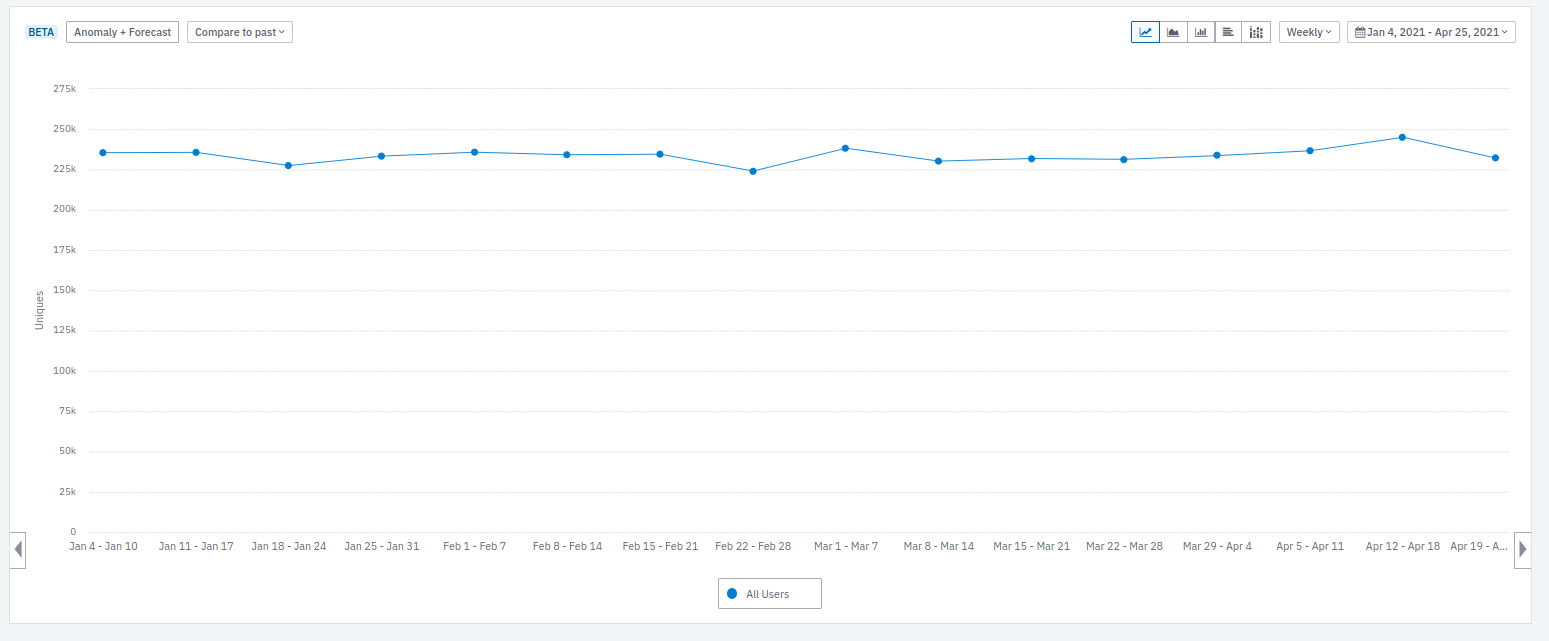 BETA Anomaly + Forecast Compare to past Weekly Jan 4, 2021 - Apr 25, 2021
275k
250k
225k
200k
175k
150k
125k
100k
75k
50k
25k
0
Uniques
Jan 4 - Jan 10 Jan 11 - Jan 17 Jan 18 - Jan 24 Jan 25 - Jan 31 Feb 1 - Feb 7 Feb 8 - Feb 14 Feb 15 - Feb 21 Feb 22 - Feb 28 Mar 1 - Mar 7 Mar 8 - Mar 14 Mar 15 - Mar 21 Mar 22 - Mar 28 Mar 29 - Apr 4 Apr 5 - Apr 11 Apr 12 - Apr 18 Apr 19 - A...
All Users